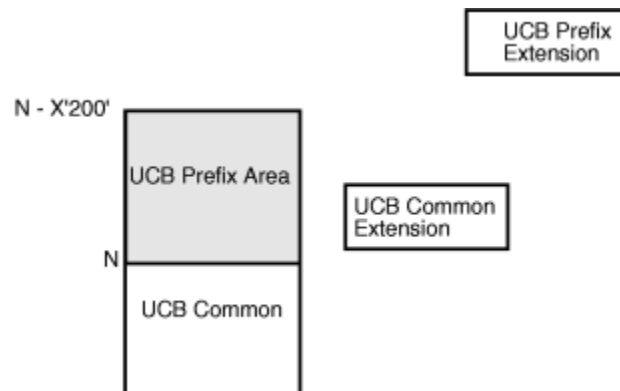 UCB Prefix
Extension
N - X'200'
UCB Prefix Area
UCB Common
Extension
N
UCB Common